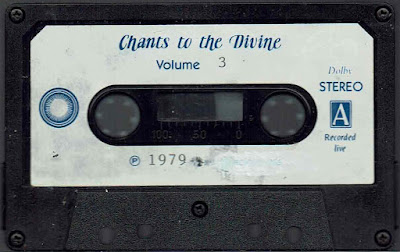 Chants to the Divine
Volume 3
Dolby
STEREO
A
Recorded
live
100 50 0
℗ 1979